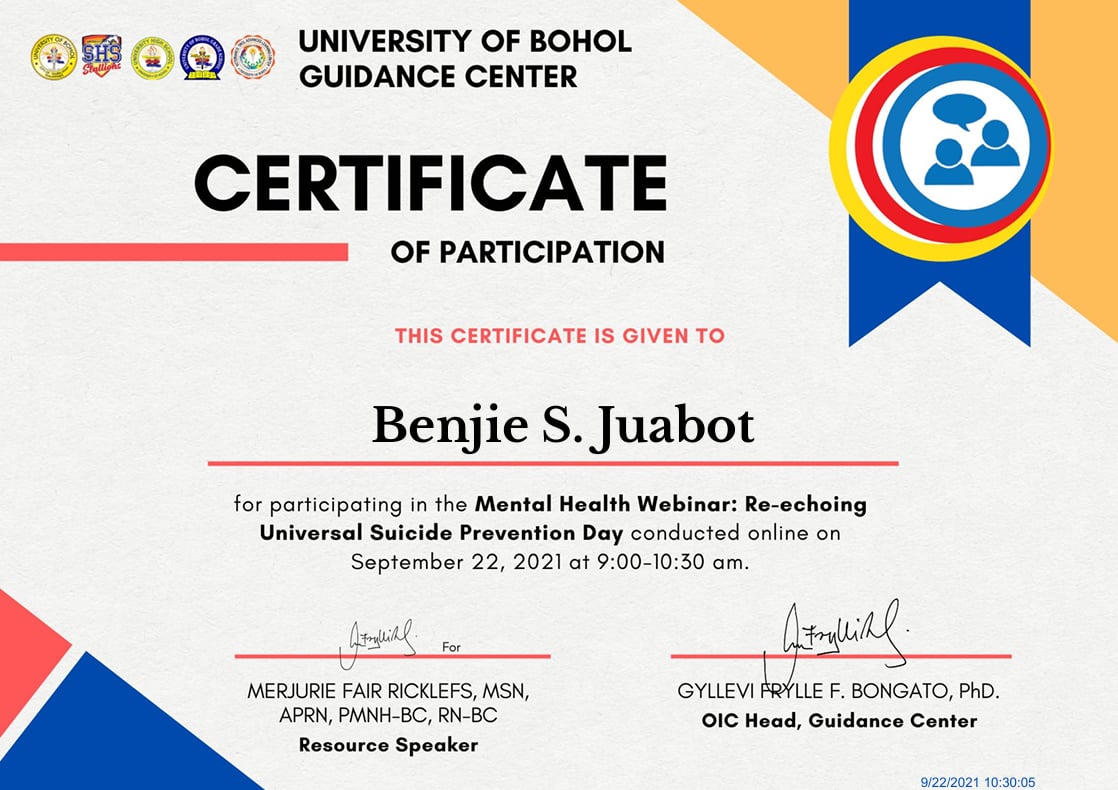 UNIVERSITY OF BOHOL
GUIDANCE CENTER
SHS
Stallions
CERTIFICATE
OF PARTICIPATION
THIS CERTIFICATE IS GIVEN TO
Benjie S. Juabot
for participating in the Mental Health Webinar: Re-echoing
Universal Suicide Prevention Day conducted online on
September 22, 2021 at 9:00-10:30 am.
For
MERJURIE FAIR RICKLEFS, MSN,
APRN, PMNH-BC, RN-BC
Resource Speaker
GYLLEVI FRYLLE F. BONGATO, PhD.
OIC Head, Guidance Center
9/22/2021 10:30:05